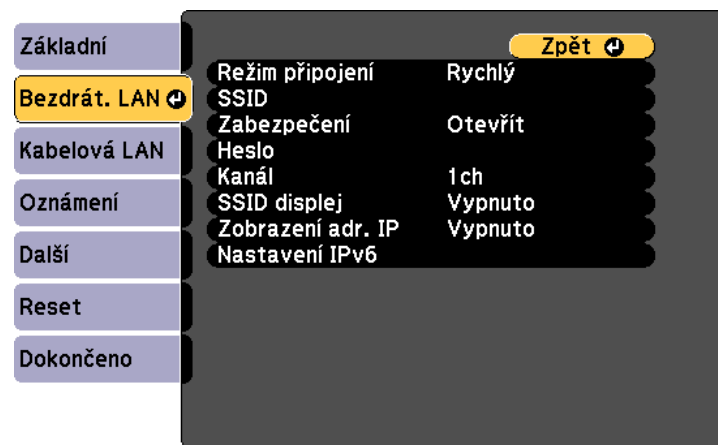 Základní
Bezdrát. LAN
Kabelová LAN
Oznámení
Další
Reset
Dokončeno
Zpět
Režim připojení Rychlý
SSID
Zabezpečení Otevřít
Heslo
Kanál 1ch
SSID displej Vypnuto
Zobrazení adr. IP Vypnuto
Nastavení IPv6